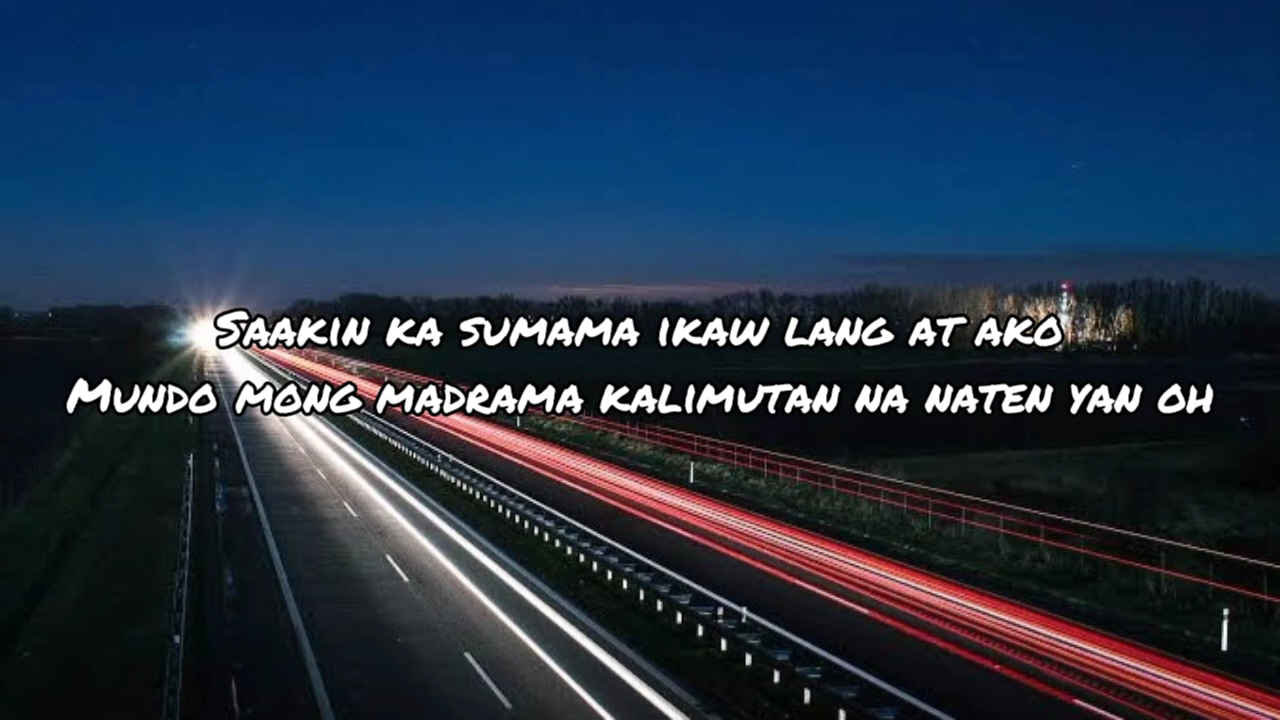 Saakin ka sumama ikaw lang at ako
Mundo mong madrama kalimutan na naten yan oh